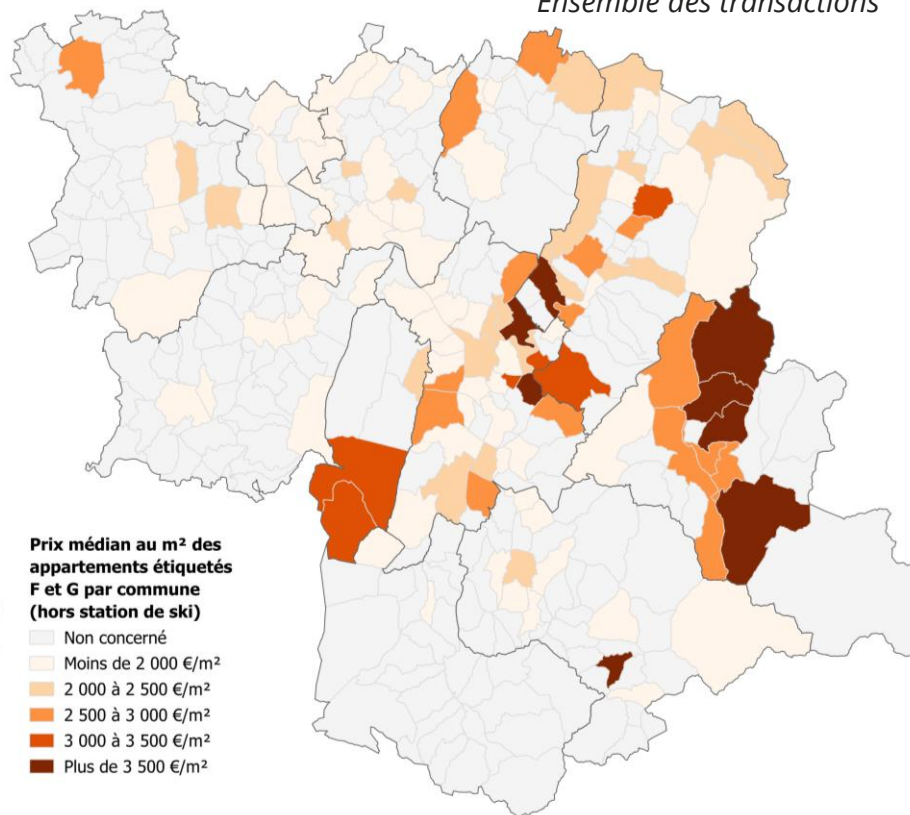 Ensemble des transactions
Prix médian au m² des
appartements étiquetés
F et G par commune
(hors station de ski)
Non concerné
Moins de 2 000 €/m²
2 000 à 2 500 €/m²
2 500 à 3 000 €/m²
3 000 à 3 500 €/m²
Plus de 3 500 €/m²